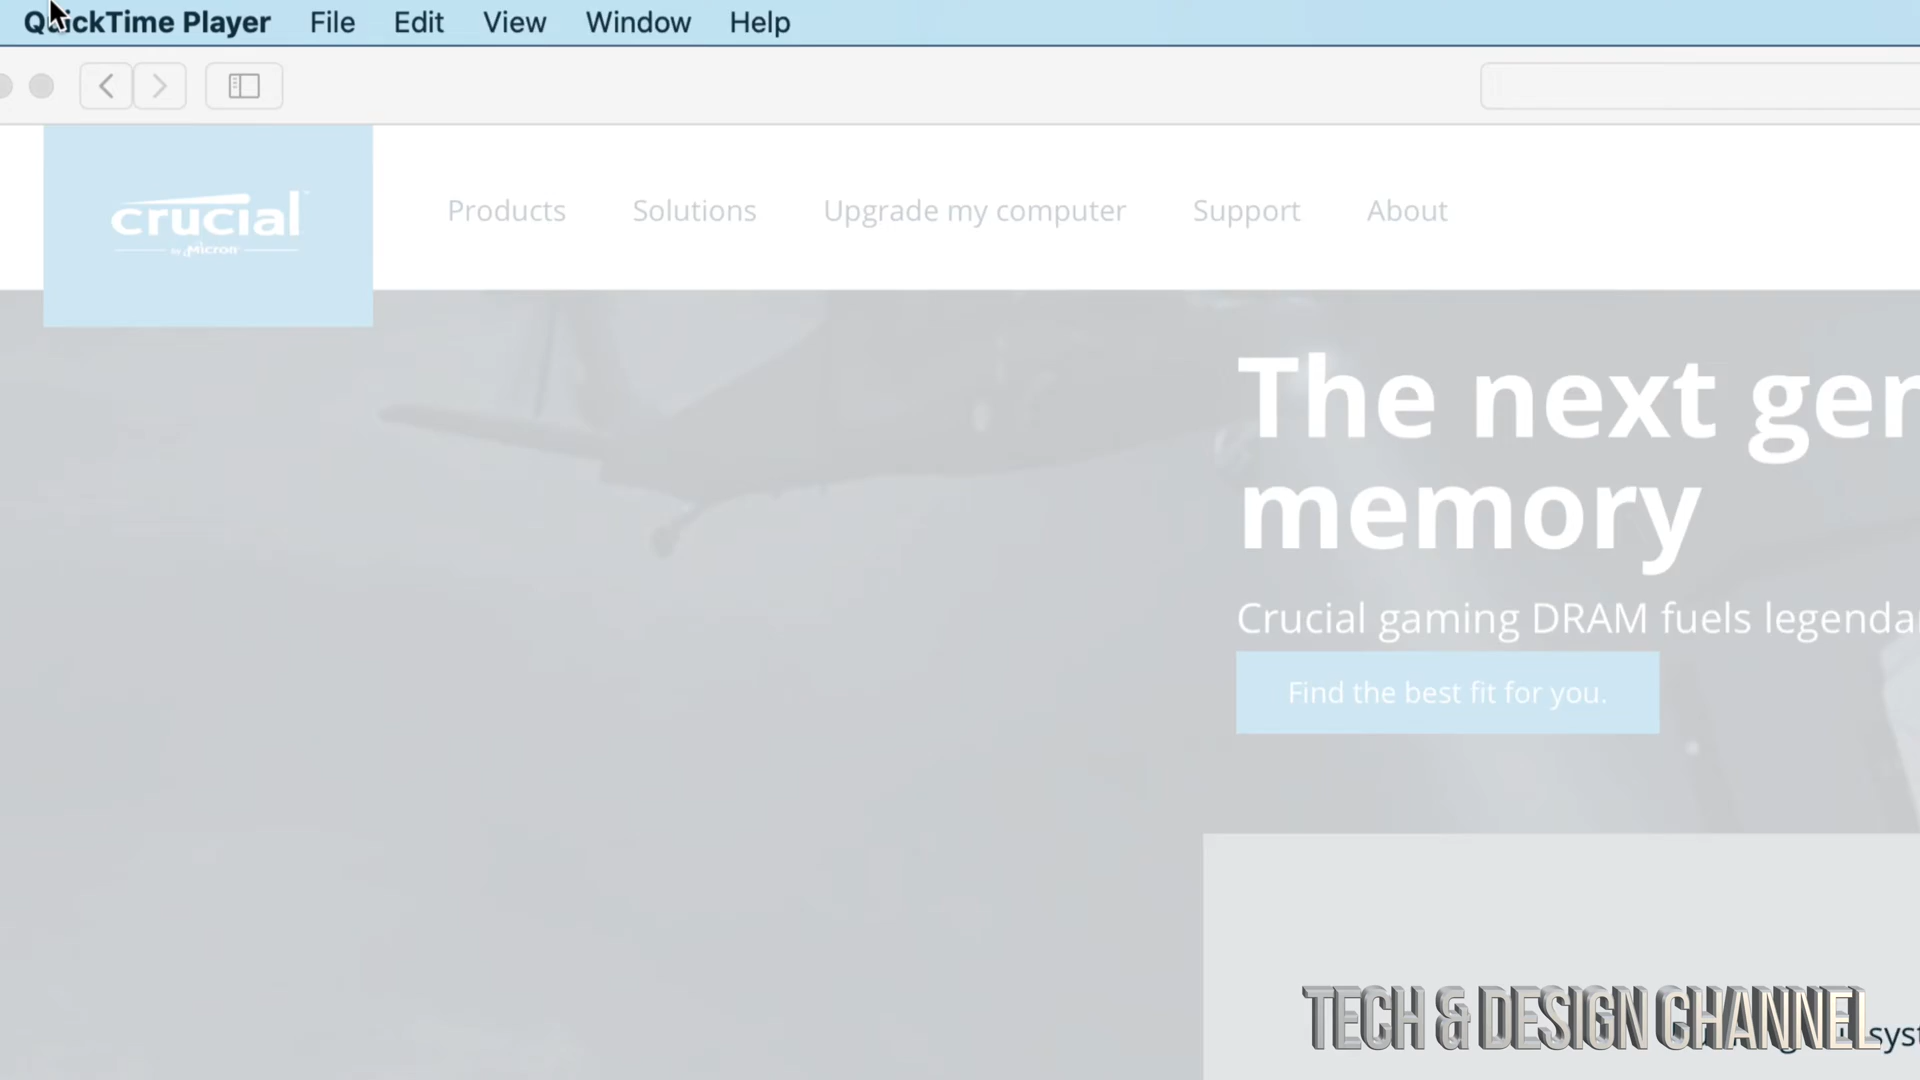 QuickTime Player File Edit View Window Help
crucial
by Micron
Products Solutions Upgrade my computer Support About
The next gen
memory
Crucial gaming DRAM fuels legenda
Find the best fit for you.
TECH & DESIGN CHANNEL
syst